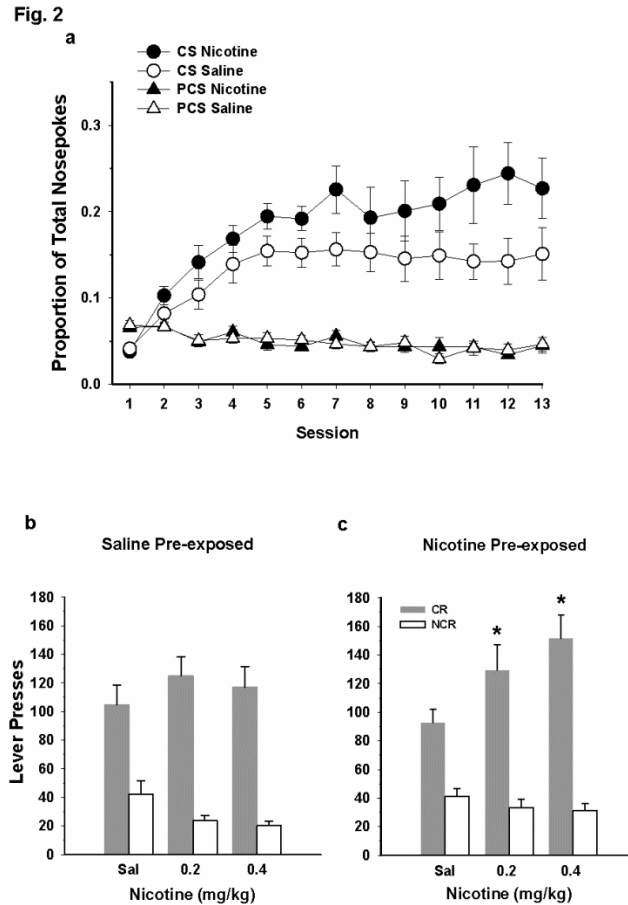 Fig. 2
a
CS Nicotine
CS Saline
PCS Nicotine
PCS Saline
Proportion of Total Nosepokes
0.3
0.2
0.1
0.0
1 2 3 4 5 6 7 8 9 10 11 12 13
Session
b
Saline Pre-exposed
c
Nicotine Pre-exposed
Lever Presses
180
160
140
120
100
80
60
40
20
0
Sal 0.2 0.4
Nicotine (mg/kg)
180
160
140
120
100
80
60
40
20
0
CR
NCR
*
*
Sal 0.2 0.4
Nicotine (mg/kg)